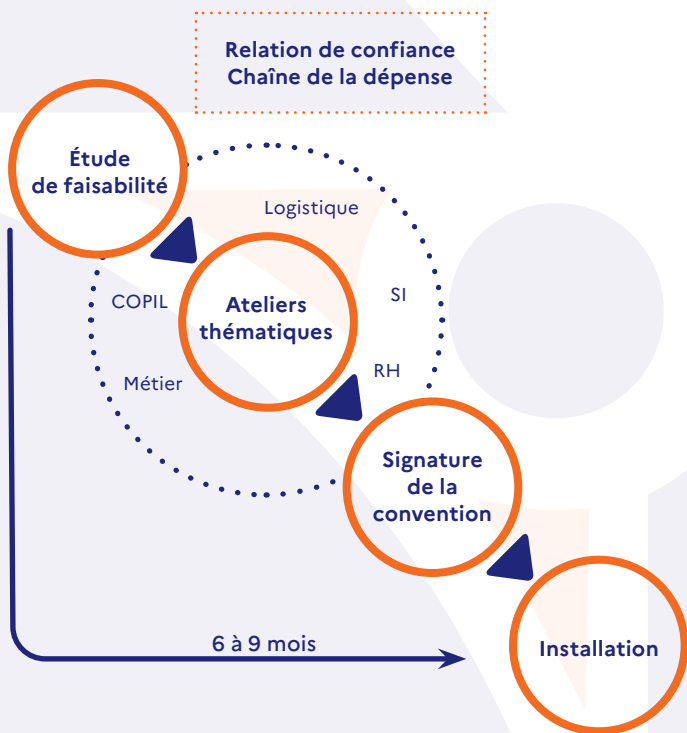 Relation de confiance
Chaîne de la dépense
Étude
de faisabilité
Logistique
COPIL
Ateliers
thématiques
SI
Métier
RH
Signature
de la
convention
6 à 9 mois
Installation